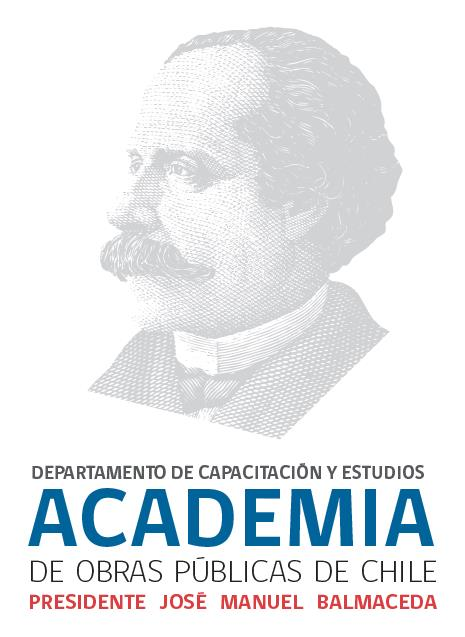 DEPARTAMENTO DE CAPACITACIÓN Y ESTUDIOS
ACADEMIA
DE OBRAS PÚBLICAS DE CHILE
PRESIDENTE JOSÉ MANUEL BALMACEDA